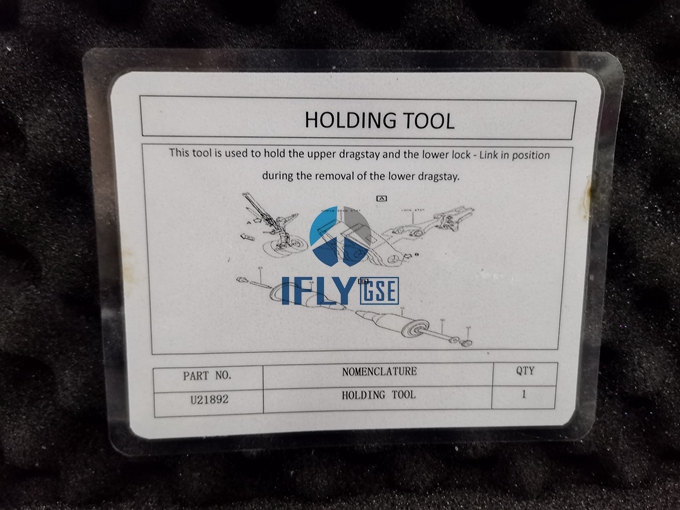 HOLDING TOOL
This tool is used to hold the upper dragstay and the lower lock - Link in position
during the removal of the lower dragstay.
A
IFLY GSE
PART NO. NOMENCLATURE QTY
U21892 HOLDING TOOL 1